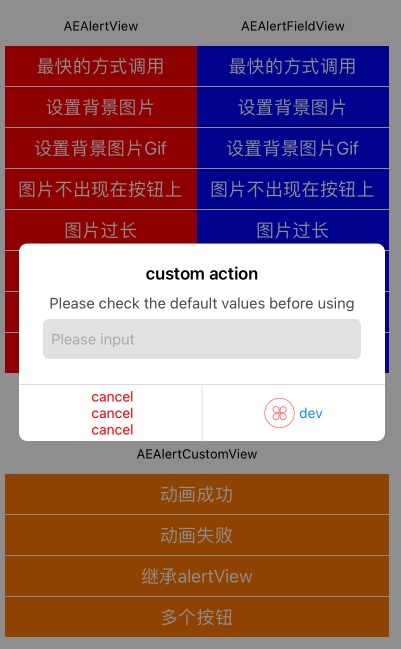 AEAlertView
AEAlertFieldView
最快的方式调用
最快的方式调用
设置背景图片
设置背景图片
设置背景图片Gif
设置背景图片Gif
图片不出现在按钮上
图片不出现在按钮上
图片过长
图片过长
custom action
Please check the default values before using
Please input
cancel
cancel
cancel
dev
AEAlertCustomView
动画成功
动画失败
继承alertView
多个按钮